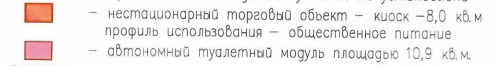 – нестационарный торговый объект – киоск –8,0 кв.м
профиль использования – общественное питание
– автономный туалетный модуль площадью 10,9 кв.м.